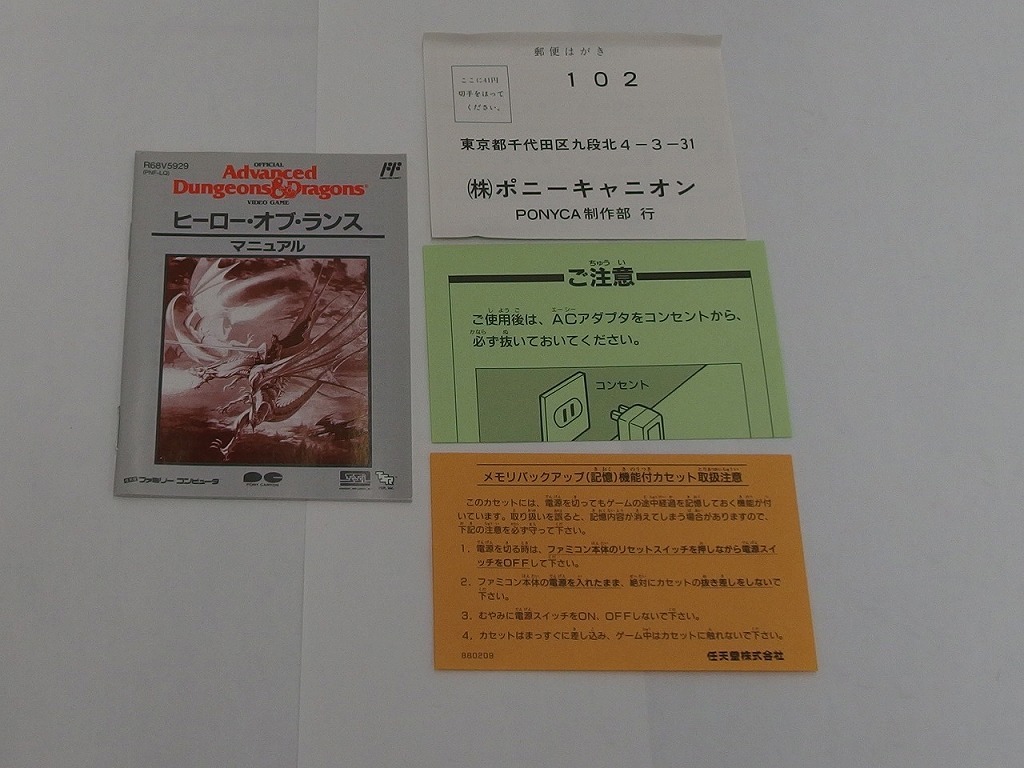 R68V5929
(PNF-LQ)
OFFICIAL
Advanced
Dungeons&Dragons®
VIDEO GAME
ヒーロー・オブ・ランス
マニュアル
ファミリー コンピュータ
PONY CANYON
郵便はがき
ここに41円
切手をはって
ください。
102
東京都千代田区九段北4-3-31
(株)ポニーキャニオン
PONYCA制作部 行
ちゅう い
ご注意
ご使用後は、ACアダプタをコンセントから、
必ず抜いておいてください。
コンセント
メモリバックアップ(記憶)機能付カセット取扱注意
このカセットには、電源を切ってもゲームの途中経過を記憶しておく機能が付
いています。取り扱いを誤ると、記憶内容が消えてしまう場合がありますので、
下記の注意を必ず守って下さい。
1. 電源を切る時は、ファミコン本体のリセットスイッチを押しながら電源スイ
ッチをOFFして下さい。
2. ファミコン本体の電源を入れたまま、絶対にカセットの抜き差しをしないで
下さい。
3. むやみに電源スイッチをON、OFFしないで下さい。
4. カセットはまっすぐに差し込み、ゲーム中はカセットに触れないで下さい。
860209
任天堂株式会社